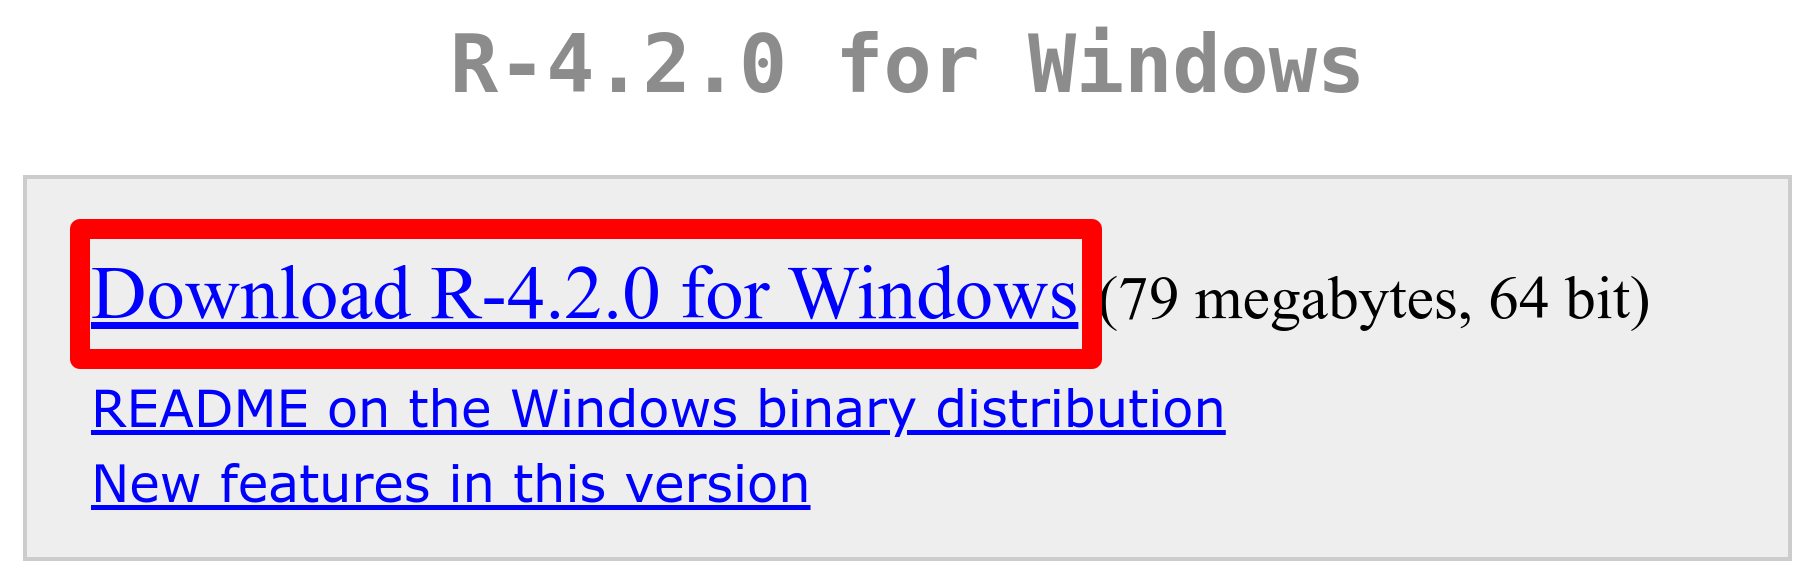 R-4.2.0 for Windows
Download R-4.2.0 for Windows (79 megabytes, 64 bit)
README on the Windows binary distribution
New features in this version